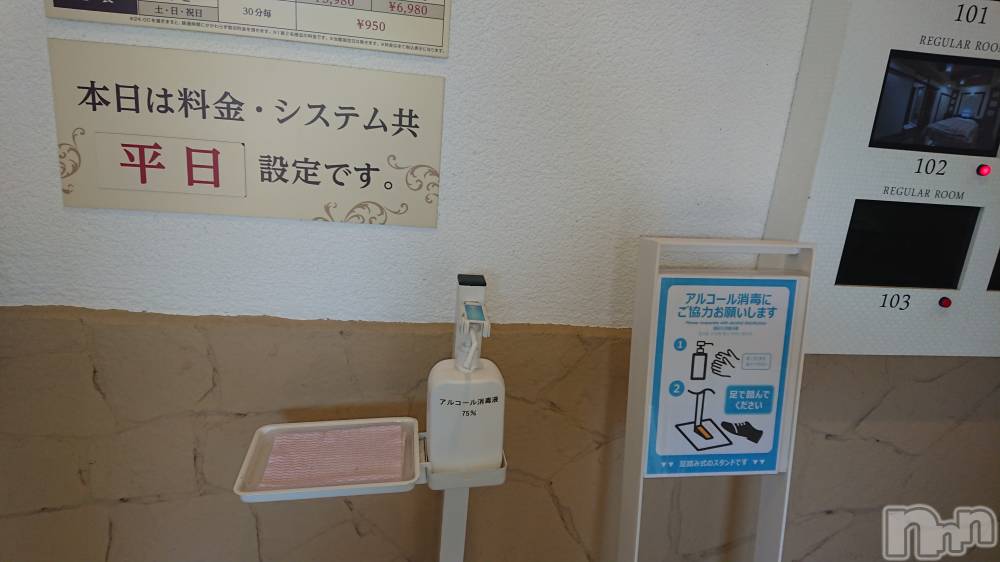 土・日・祝日 30分毎 ¥950
¥6,980
本日は料金・システム共
平日 設定です。
アルコール消毒液
75%
アルコール消毒に
ご協力お願いします
1
2
足で踏んで
ください
▼▼ 足踏み式のスタンドです ▼▼
101
REGULAR ROO
102
REGULAR ROOM
103
nnn